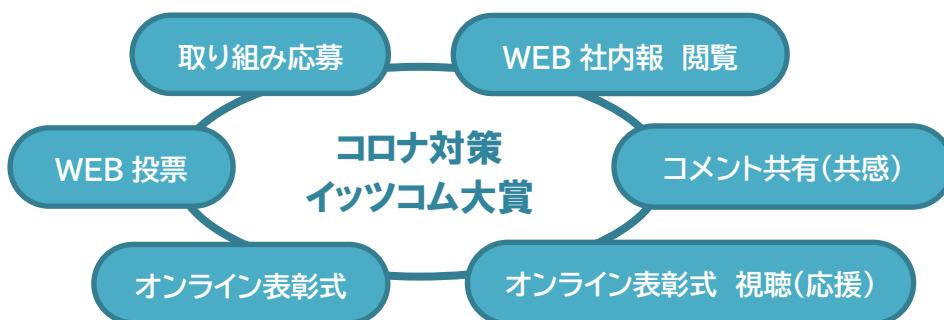 取り組み応募
WEB 社内報 閲覧
WEB 投票
コロナ対策
イッツコム大賞
コメント共有(共感)
オンライン表彰式
オンライン表彰式 視聴(応援)